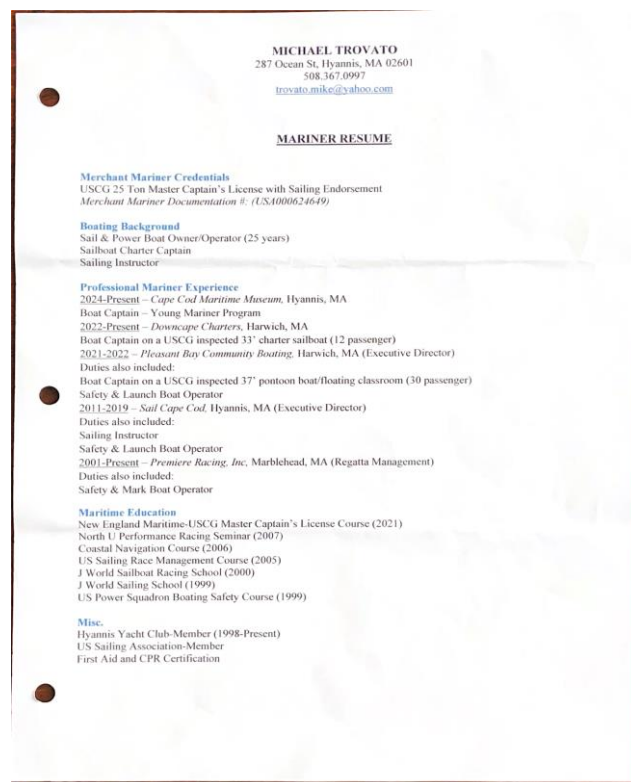 MICHAEL TROVATO
287 Ocean St, Hyannis, MA 02601
508.367.0997
trovato.mike@yahoo.com
MARINER RESUME
Merchant Mariner Credentials
USCG 25 Ton Master Captain's License with Sailing Endorsement
Merchant Mariner Documentation #: (USA000624649)
Boating Background
Sail & Power Boat Owner/Operator (25 years)
Sailboat Charter Captain
Sailing Instructor
Professional Mariner Experience
2024-Present – Cape Cod Maritime Museum, Hyannis, MA
Boat Captain – Young Mariner Program
2022-Present – Downcape Charters, Harwich, MA
Boat Captain on a USCG inspected 33' charter sailboat (12 passenger)
2021-2022 – Pleasant Bay Community Boating, Harwich, MA (Executive Director)
Duties also included:
Boat Captain on a USCG inspected 37' pontoon boat/floating classroom (30 passenger)
Safety & Launch Boat Operator
2011-2019 – Sail Cape Cod, Hyannis, MA (Executive Director)
Duties also included:
Sailing Instructor
Safety & Launch Boat Operator
2001-Present – Premiere Racing, Inc, Marblehead, MA (Regatta Management)
Duties also included:
Safety & Mark Boat Operator
Maritime Education
New England Maritime-USCG Master Captain's License Course (2021)
North U Performance Racing Seminar (2007)
Coastal Navigation Course (2006)
US Sailing Race Management Course (2005)
J World Sailboat Racing School (2000)
J World Sailing School (1999)
US Power Squadron Boating Safety Course (1999)
Misc.
Hyannis Yacht Club-Member (1998-Present)
US Sailing Association-Member
First Aid and CPR Certification